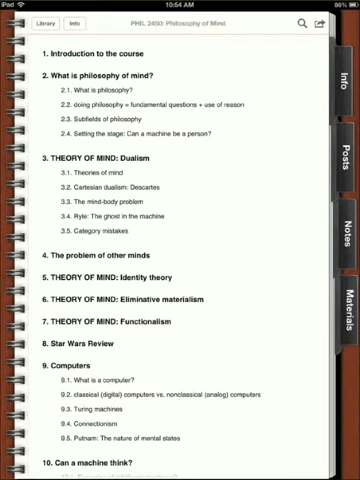 iPad 10:54 AM 86%
Library Info PHIL 2450: Philosophy of Mind
1. Introduction to the course
2. What is philosophy of mind?
2.1. What is philosophy?
2.2. doing philosophy = fundamental questions + use of reason
2.3. Subfields of philosophy
2.4. Setting the stage: Can a machine be a person?
3. THEORY OF MIND: Dualism
3.1. Theories of mind
3.2. Cartesian dualism: Descartes
3.3. The mind-body problem
3.4. Ryle: The ghost in the machine
3.5. Category mistakes
4. The problem of other minds
5. THEORY OF MIND: Identity theory
6. THEORY OF MIND: Eliminative materialism
7. THEORY OF MIND: Functionalism
8. Star Wars Review
9. Computers
9.1. What is a computer?
9.2. classical (digital) computers vs. nonclassical (analog) computers
9.3. Turing machines
9.4. Connectionism
9.5. Putnam: The nature of mental states
10. Can a machine think?
Info
Posts
Notes
Materials